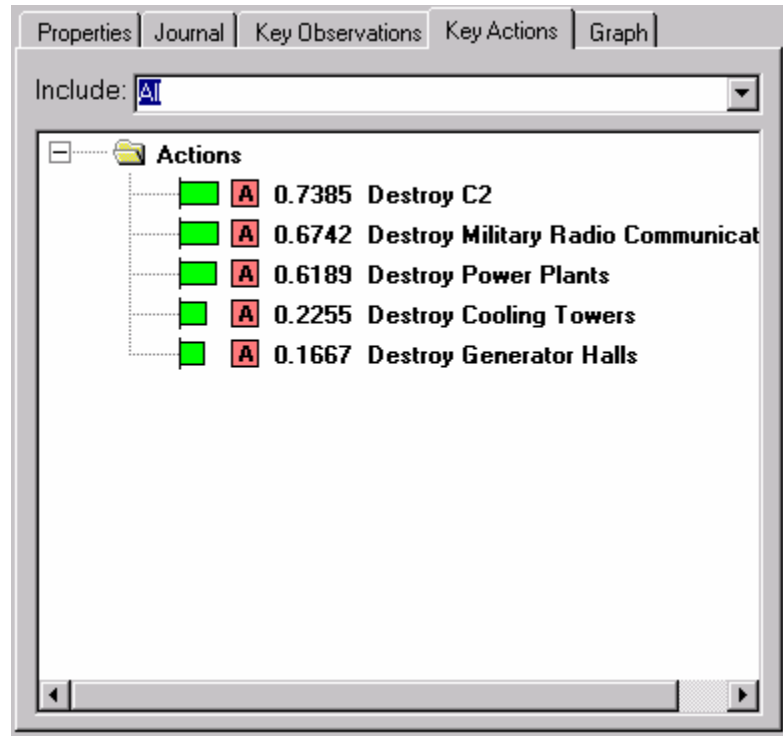 Properties Journal Key Observations Key Actions Graph
Include: All
Actions
A 0.7385 Destroy C2
A 0.6742 Destroy Military Radio Communicat
A 0.6189 Destroy Power Plants
A 0.2255 Destroy Cooling Towers
A 0.1667 Destroy Generator Halls